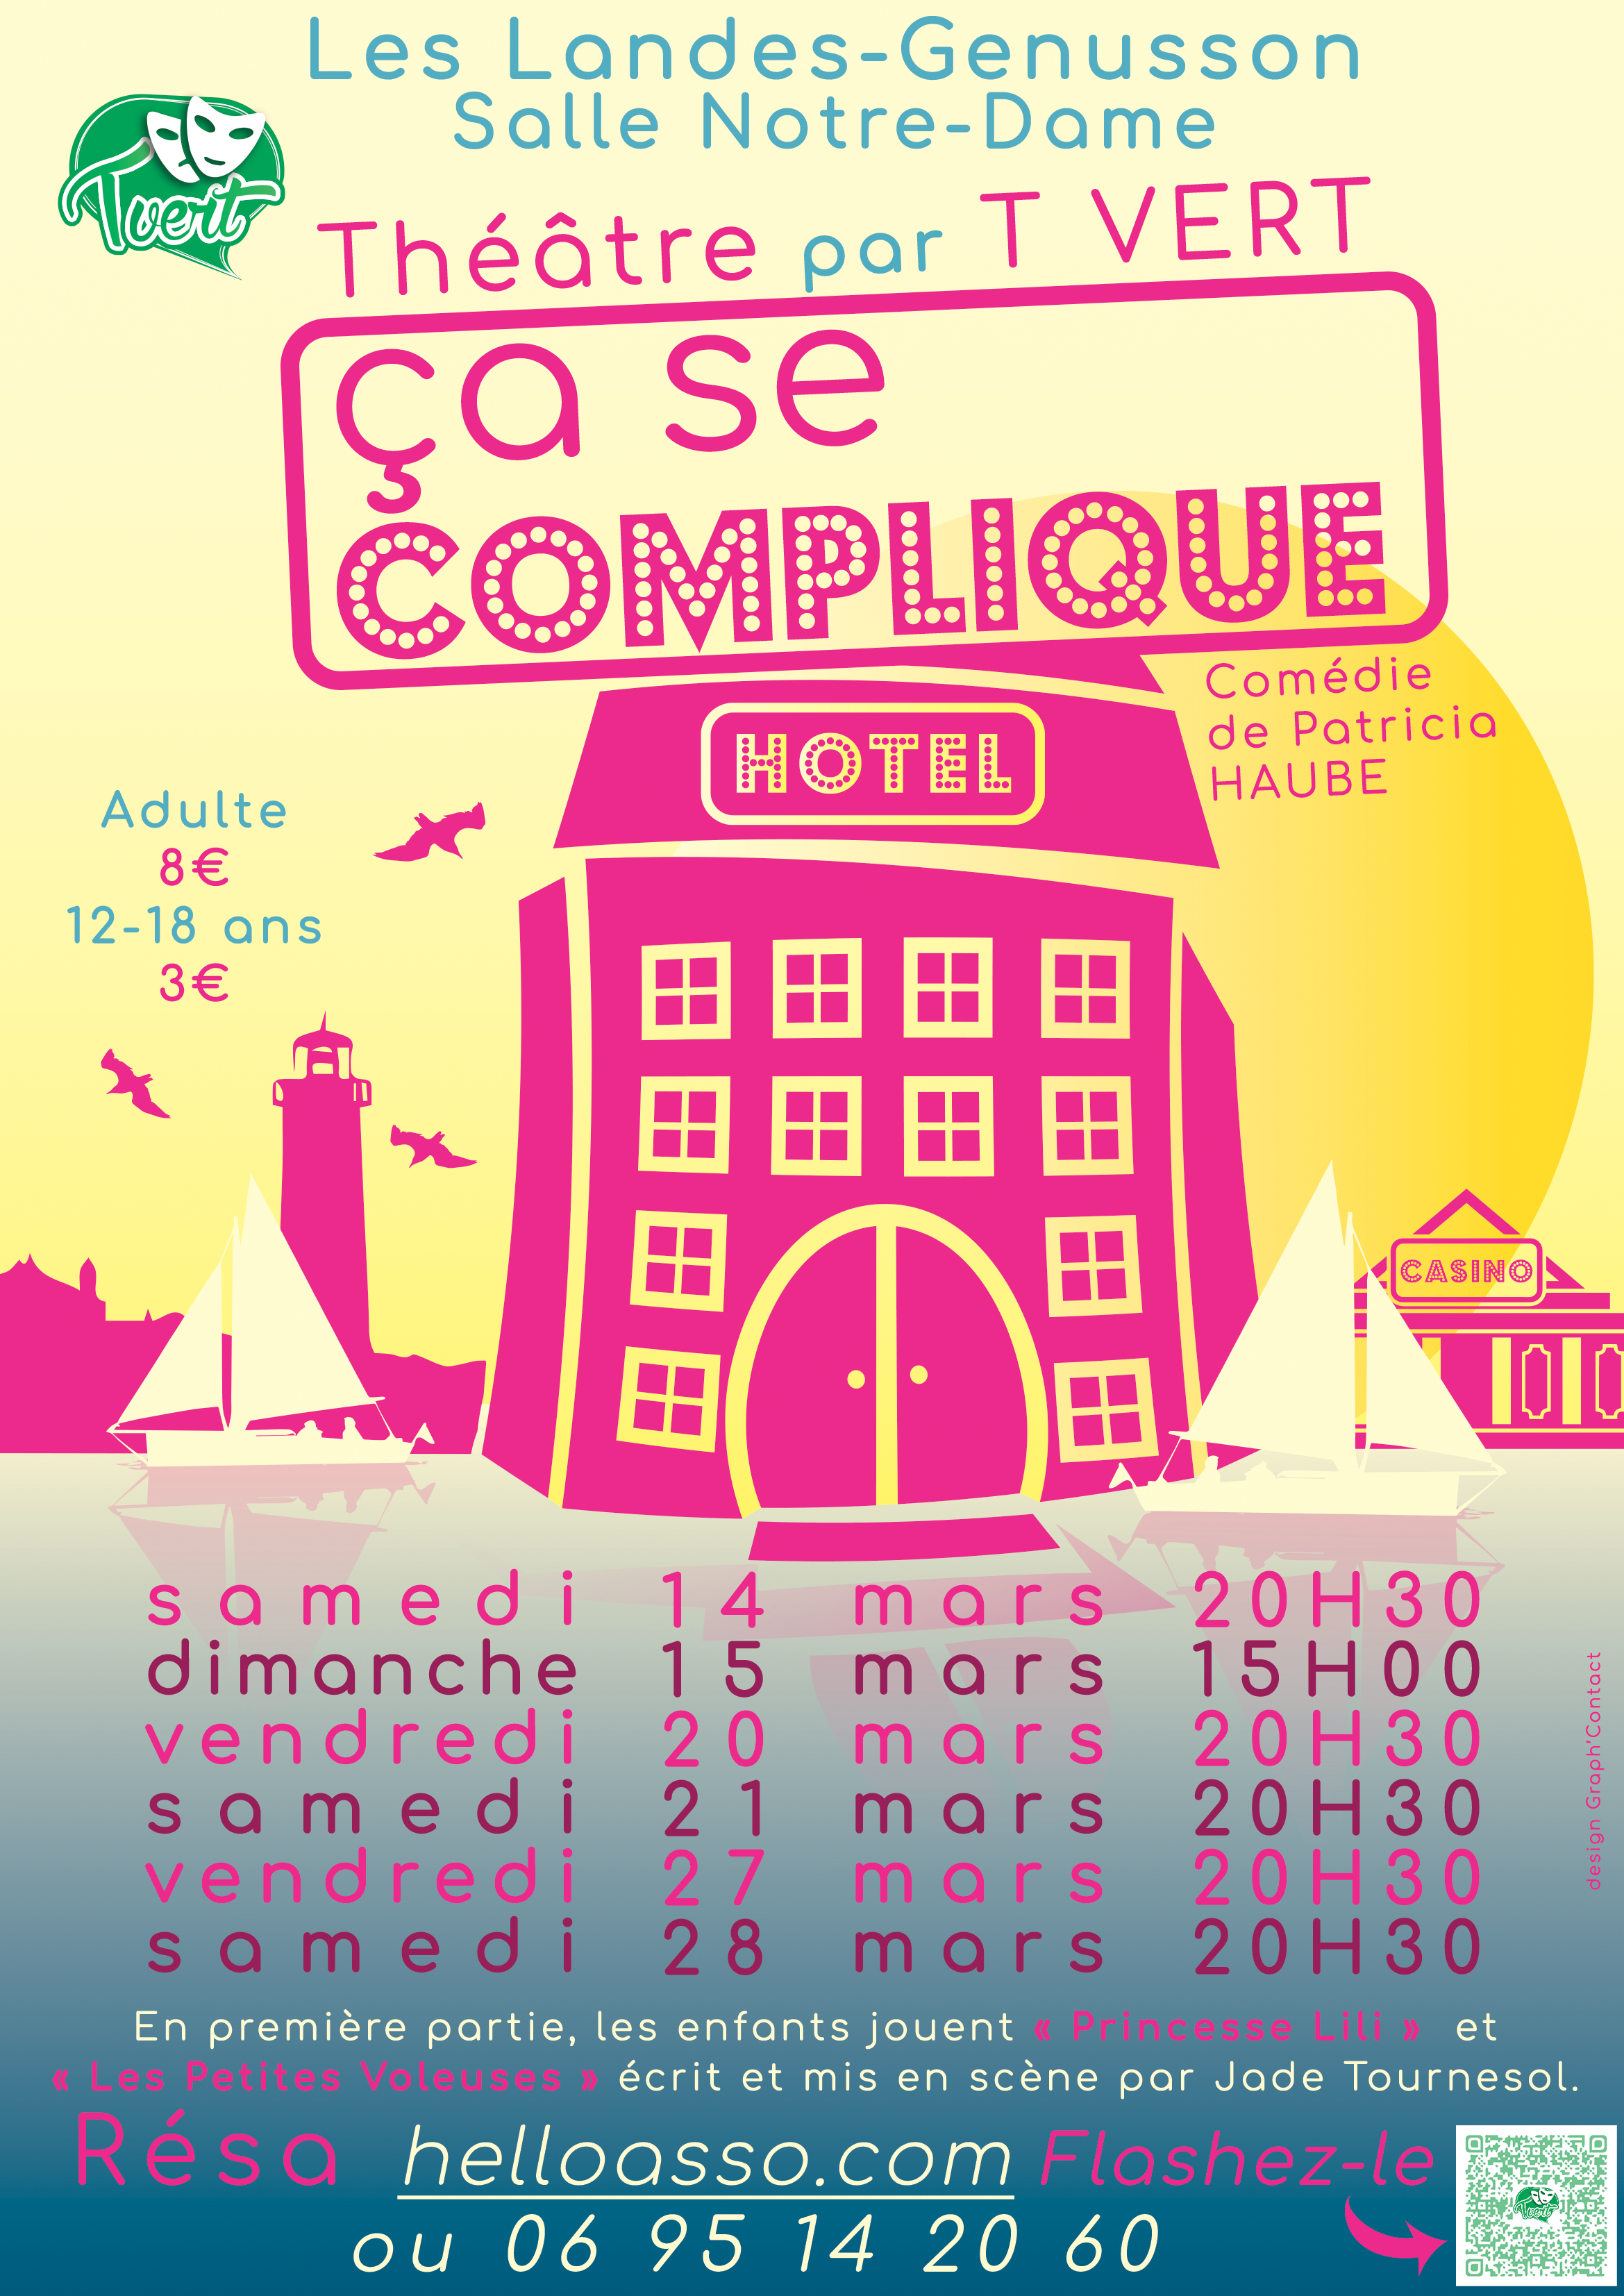 Les Landes-Genusson
Salle Notre-Dame
T vert
Théâtre par T VERT
ça se
COMPLIQUE
Comédie
de Patricia
HAUBE
HOTEL
Adulte
8€
12-18 ans
3€
CASINO
samedi 14 mars 20H30
dimanche 15 mars 15H00
vendredi 20 mars 20H30
samedi 21 mars 20H30
vendredi 27 mars 20H30
samedi 28 mars 20H30
design Graph'Contact
En première partie, les enfants jouent « Princesse Lili » et
« Les Petites Voleuses » écrit et mis en scène par Jade Tournesol.
Résa helloasso.com Flashez-le
ou 06 95 14 20 60
T vert